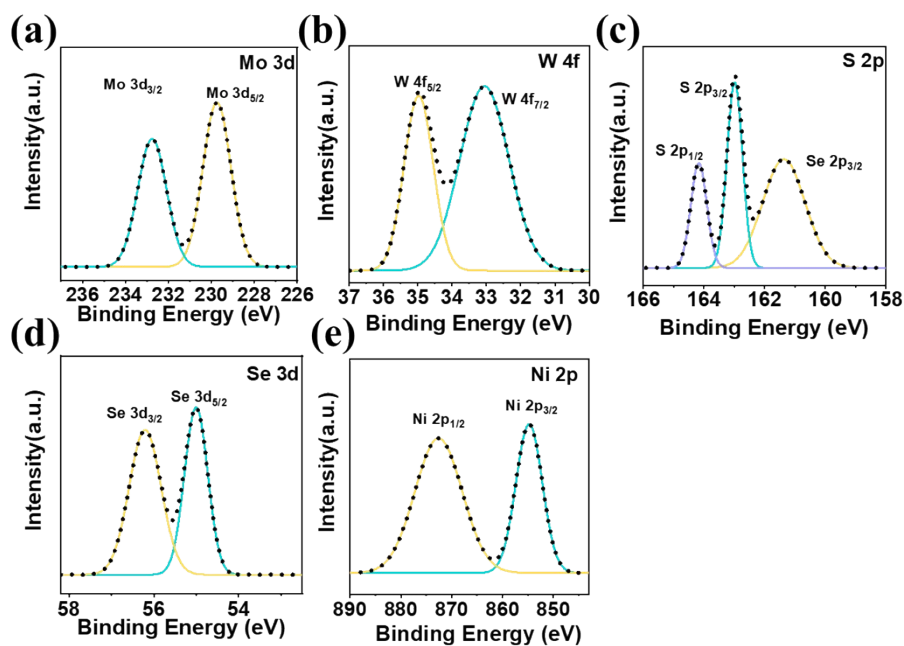 (a)
Mo 3d
Mo 3d3/2
Mo 3d5/2
Intensity(a.u.)
236 234 232 230 228 226
Binding Energy (eV)
(b)
W 4f
W 4f5/2
W 4f7/2
Intensity(a.u.)
37 36 35 34 33 32 31 30
Binding Energy (eV)
(c)
S 2p
S 2p3/2
S 2p1/2
Se 2p3/2
Intensity(a.u.)
166 164 162 160 158
Binding Energy (eV)
(d)
Se 3d
Se 3d5/2
Se 3d3/2
Intensity(a.u.)
58 56 54
Binding Energy (eV)
(e)
Ni 2p
Ni 2p3/2
Ni 2p1/2
Intensity(a.u.)
890 880 870 860 850
Binding Energy (eV)